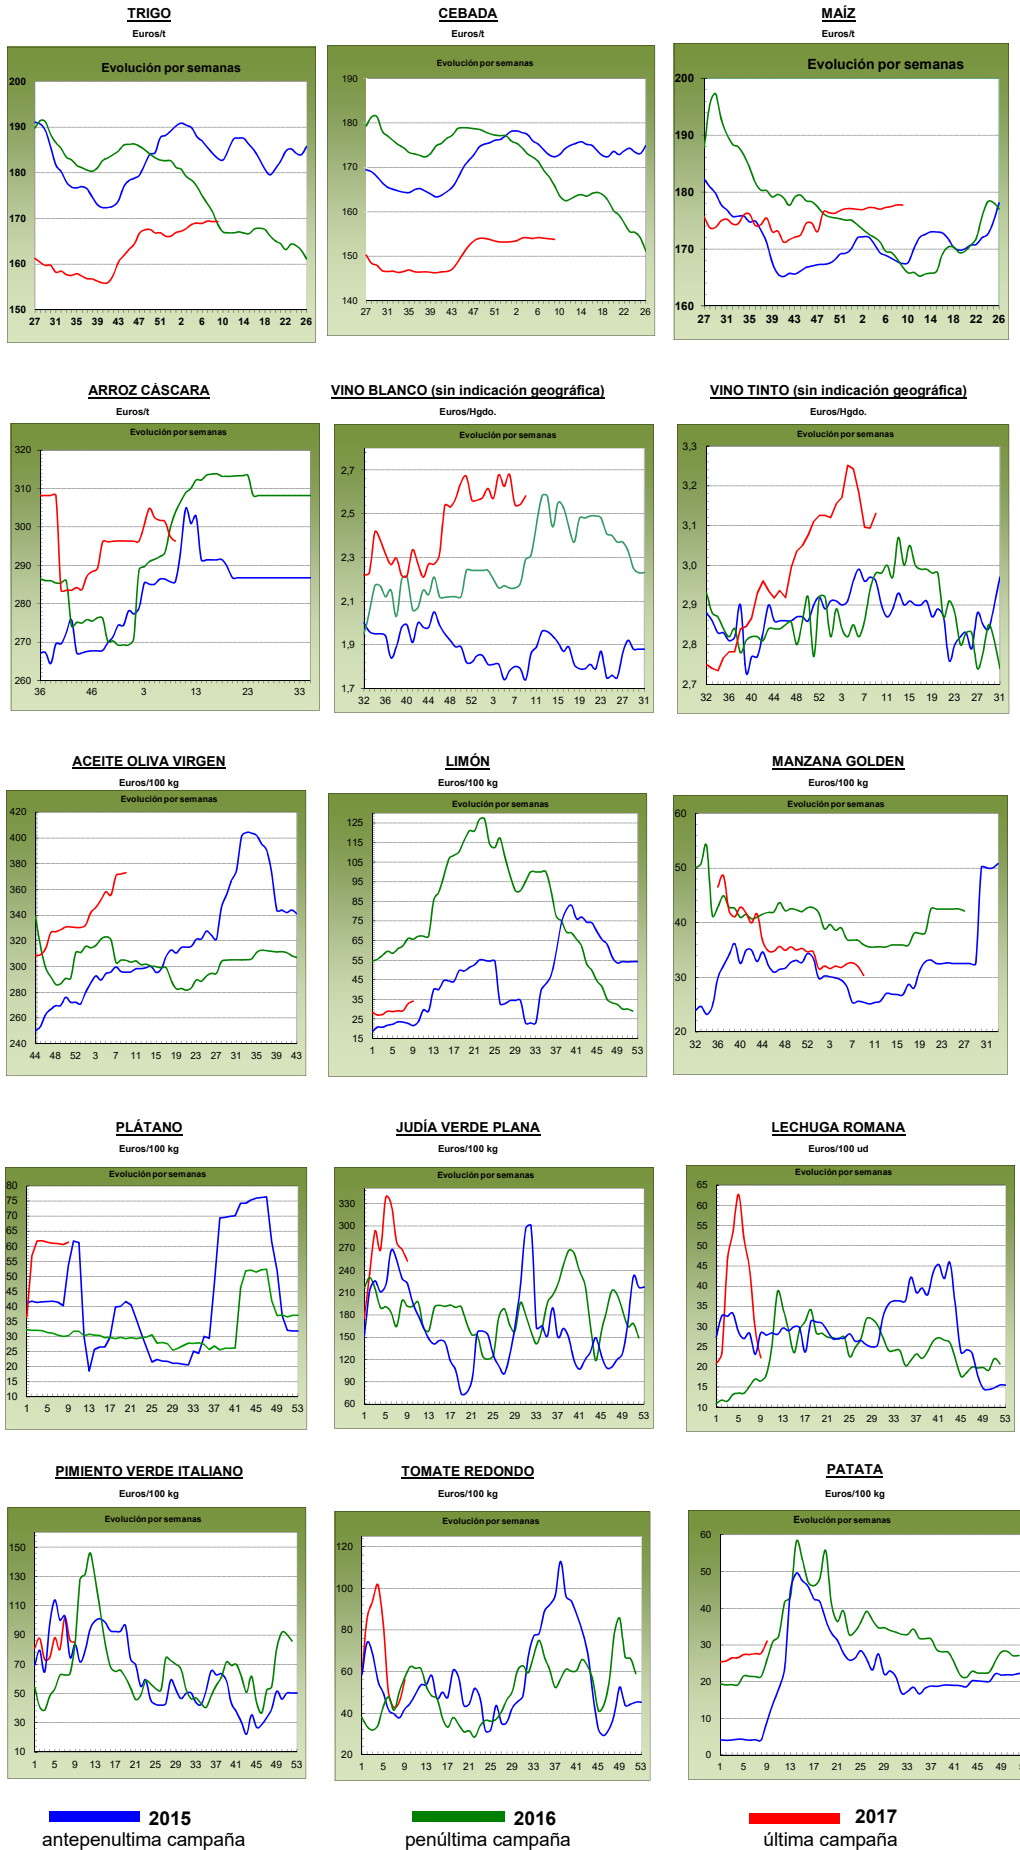 TRIGO
Euros/t
Evolución por semanas
200
190
180
170
160
150
27 31 35 39 43 47 51 2 6 10 14 18 22 26
CEBADA
Euros/t
Evolución por semanas
190
180
170
160
150
140
27 31 35 39 43 47 51 2 6 10 14 18 22 26
MAÍZ
Euros/t
Evolución por semanas
200
190
180
170
160
27 31 35 39 43 47 51 2 6 10 14 18 22 26
ARROZ CÁSCARA
Euros/t
Evolución por semanas
320
310
300
290
280
270
260
36 46 3 13 23 33
VINO BLANCO (sin indicación geográfica)
Euros/Hgdo.
Evolución por semanas
2,7
2,5
2,3
2,1
1,9
1,7
32 36 40 44 48 52 3 7 11 15 19 23 27 31
VINO TINTO (sin indicación geográfica)
Euros/Hgdo.
Evolución por semanas
3,3
3,2
3,1
3,0
2,9
2,8
2,7
32 36 40 44 48 52 3 7 11 15 19 23 27 31
ACEITE OLIVA VIRGEN
Euros/100 kg
Evolución por semanas
420
400
380
360
340
320
300
280
260
240
44 48 52 3 7 11 15 19 23 27 31 35 39 43
LIMÓN
Euros/100 kg
Evolución por semanas
125
115
105
95
85
75
65
55
45
35
25
15
1 5 9 13 17 21 25 29 33 37 41 45 49 53
MANZANA GOLDEN
Euros/100 kg
Evolución por semanas
60
50
40
30
20
32 36 40 44 48 52 3 7 11 15 19 23 27 31
PLÁTANO
Euros/100 kg
Evolución por semanas
80
75
70
65
60
55
50
45
40
35
30
25
20
15
10
1 5 9 13 17 21 25 29 33 37 41 45 49 53
JUDÍA VERDE PLANA
Euros/100 kg
Evolución por semanas
330
300
270
240
210
180
150
120
90
60
1 5 9 13 17 21 25 29 33 37 41 45 49 53
LECHUGA ROMANA
Euros/100 ud
Evolución por semanas
65
60
55
50
45
40
35
30
25
20
15
10
1 5 9 13 17 21 25 29 33 37 41 45 49 53
PIMIENTO VERDE ITALIANO
Euros/100 kg
Evolución por semanas
150
130
110
90
70
50
30
10
1 5 9 13 17 21 25 29 33 37 41 45 49 53
TOMATE REDONDO
Euros/100 kg
Evolución por semanas
120
100
80
60
40
20
1 5 9 13 17 21 25 29 33 37 41 45 49 53
PATATA
Euros/100 kg
Evolución por semanas
60
50
40
30
20
10
0
1 5 9 13 17 21 25 29 33 37 41 45 49
2015
antepenultima campaña
2016
penúltima campaña
2017
última campaña